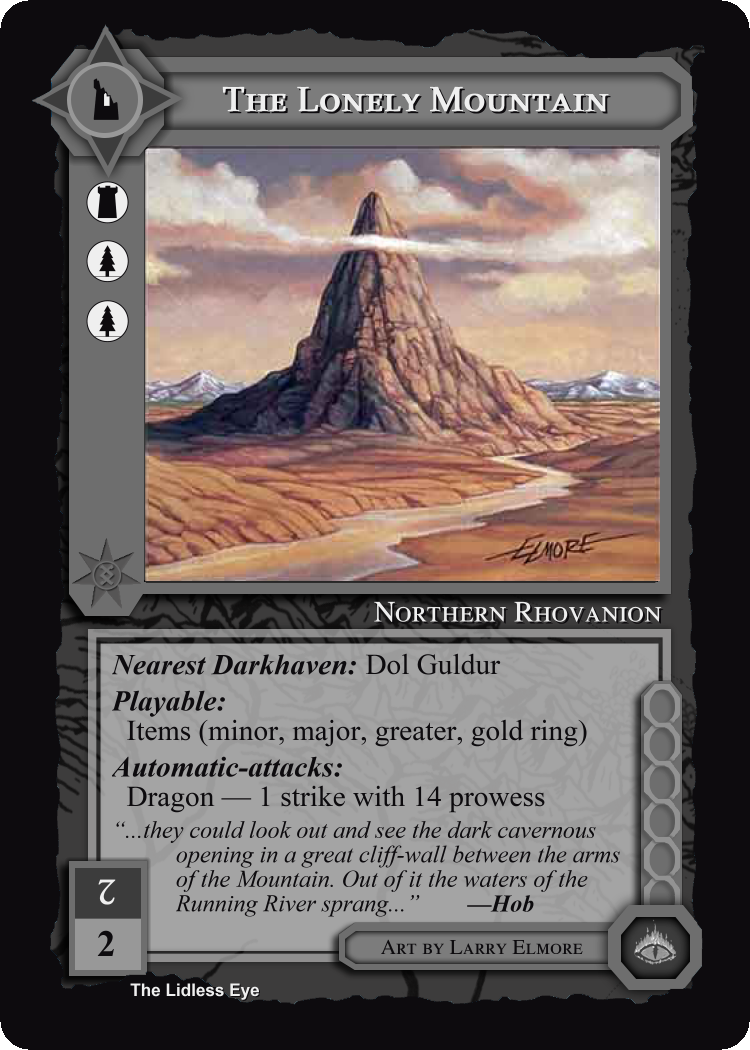 The Lonely Mountain
ELMORE
Northern Rhovanion
Nearest Darkhaven: Dol Guldur
Playable:
Items (minor, major, greater, gold ring)
Automatic-attacks:
Dragon — 1 strike with 14 prowess
“...they could look out and see the dark cavernous
opening in a great cliff-wall between the arms
of the Mountain. Out of it the waters of the
Running River sprang...” —Hob
2
2
Art by Larry Elmore
The Lidless Eye